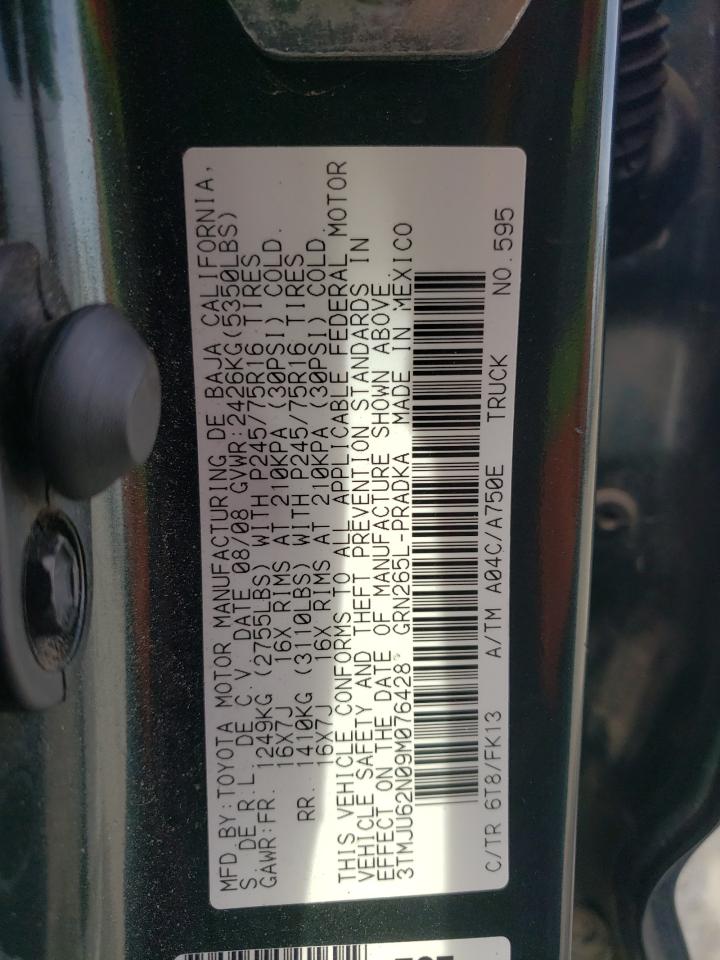 MFD.BY:TOYOTA MOTOR MANUFACTURING DE BAJA CALIFORNIA,
S. DE R.L. DE C.V. DATE 08/08 GVWR:2426KG(5350LBS)
GAWR:FR. 1249KG (2755LBS) WITH P245/75R16 TIRES
16X7J 16X RIMS AT 210KPA (30PSI) COLD.
RR. 1410KG (3110LBS) WITH P245/75R16 TIRES
16X7J 16X RIMS AT 210KPA (30PSI) COLD.
THIS VEHICLE CONFORMS TO ALL APPLICABLE FEDERAL MOTOR
VEHICLE SAFETY AND THEFT PREVENTION STANDARDS IN
EFFECT ON THE DATE OF MANUFACTURE SHOWN ABOVE.
3TMJU62N09M076428 GRN265L-PRADKA MADE IN MEXICO
C/TR 6T8/FK13 A/TM A04C/A750E TRUCK NO.595